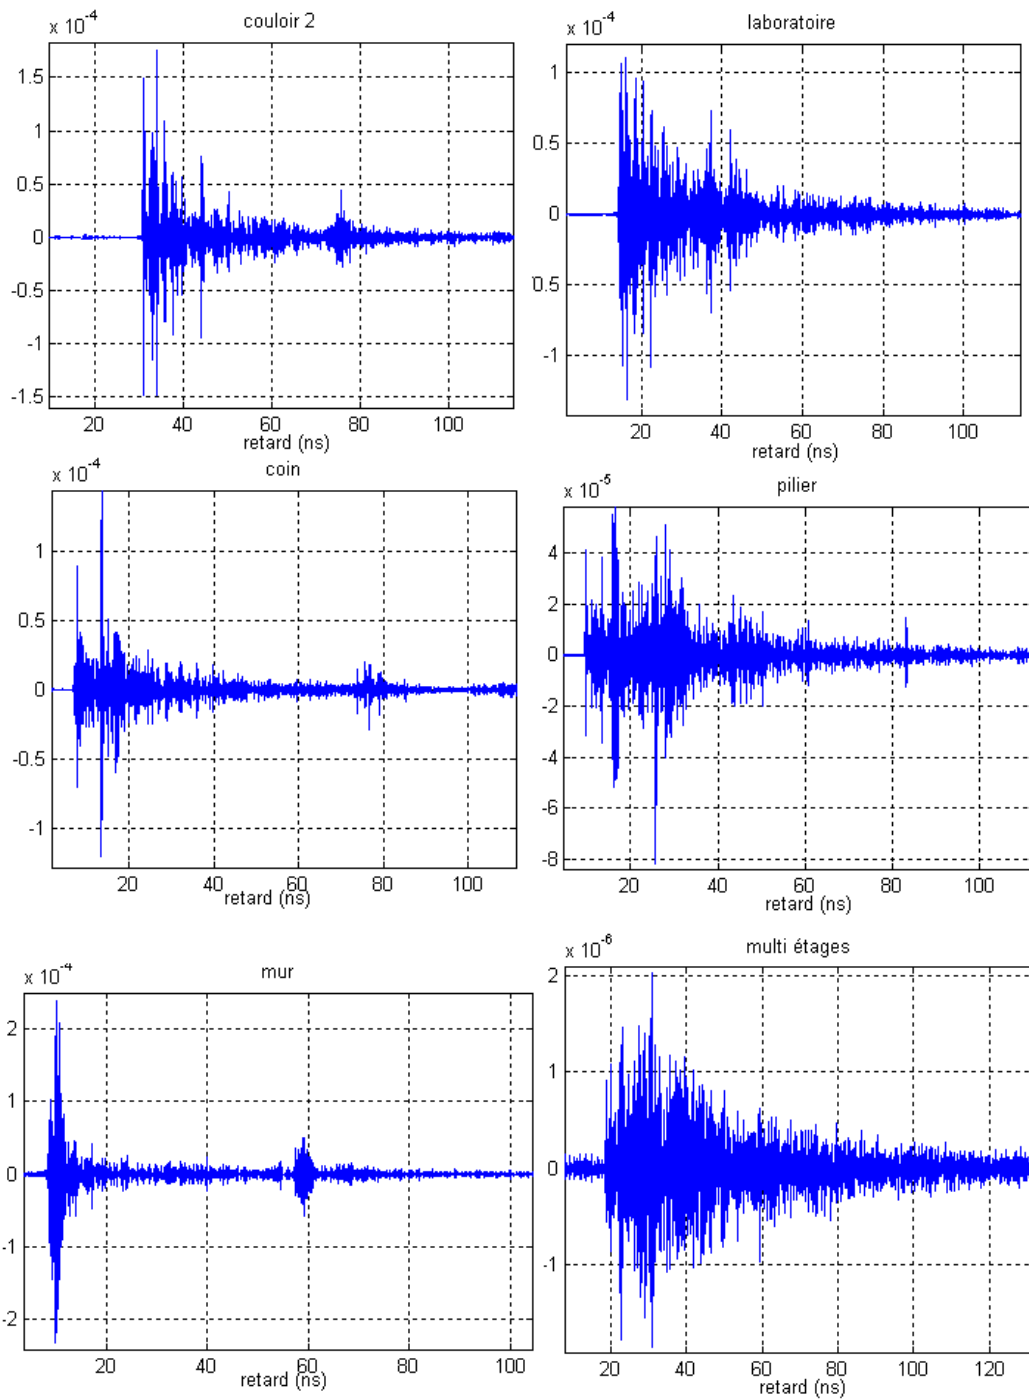 x 10-4 couloir 2
1.5
1
0.5
0
-0.5
-1
-1.5
20 40 60 80 100
retard (ns)
x 10-4 laboratoire
1
0.5
0
0.5
-1
20 40 60 80 100
retard (ns)
x 10-4 coin
1
0.5
0
-0.5
-1
20 40 60 80 100
retard (ns)
x 10-5 pilier
4
2
0
-2
-4
-6
-8
20 40 60 80 100
retard (ns)
x 10-4 mur
2
1
0
-1
-2
20 40 60 80 100
retard (ns)
x 10-6 multi étages
2
1
0
-1
20 40 60 80 100 120
retard (ns)